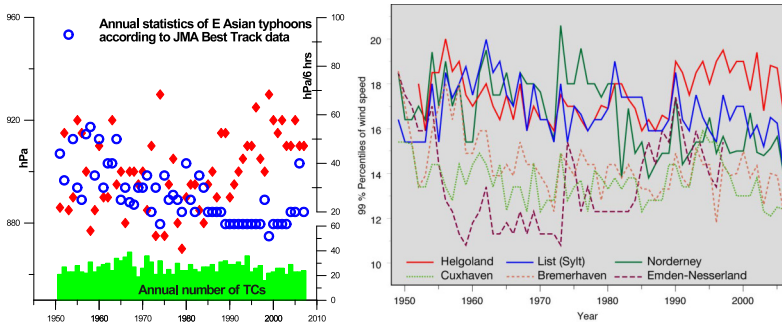 Annual statistics of E Asian typhoons
according to JMA Best Track data
960
920
880
hPa
100
80
60
40
20
60
40
20
0
hPa/6 hrs
Annual number of TCs
1950
1960
1970
1980
1990
2000
2010
20
18
16
14
12
10
99 % Percentiles of wind speed
Helgoland
List (Sylt)
Norderney
Cuxhaven
Bremerhaven
Emden-Nesserland
1950
1960
1970
1980
1990
2000
Year